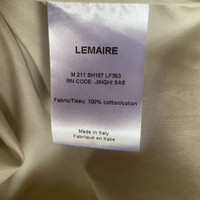 LEMAIRE
M 211 SH167 LF353
RN CODE: JINGHI SAS
Fabric/Tissu: 100% cotton/coton
Made in Italy
Fabriqué en Italie